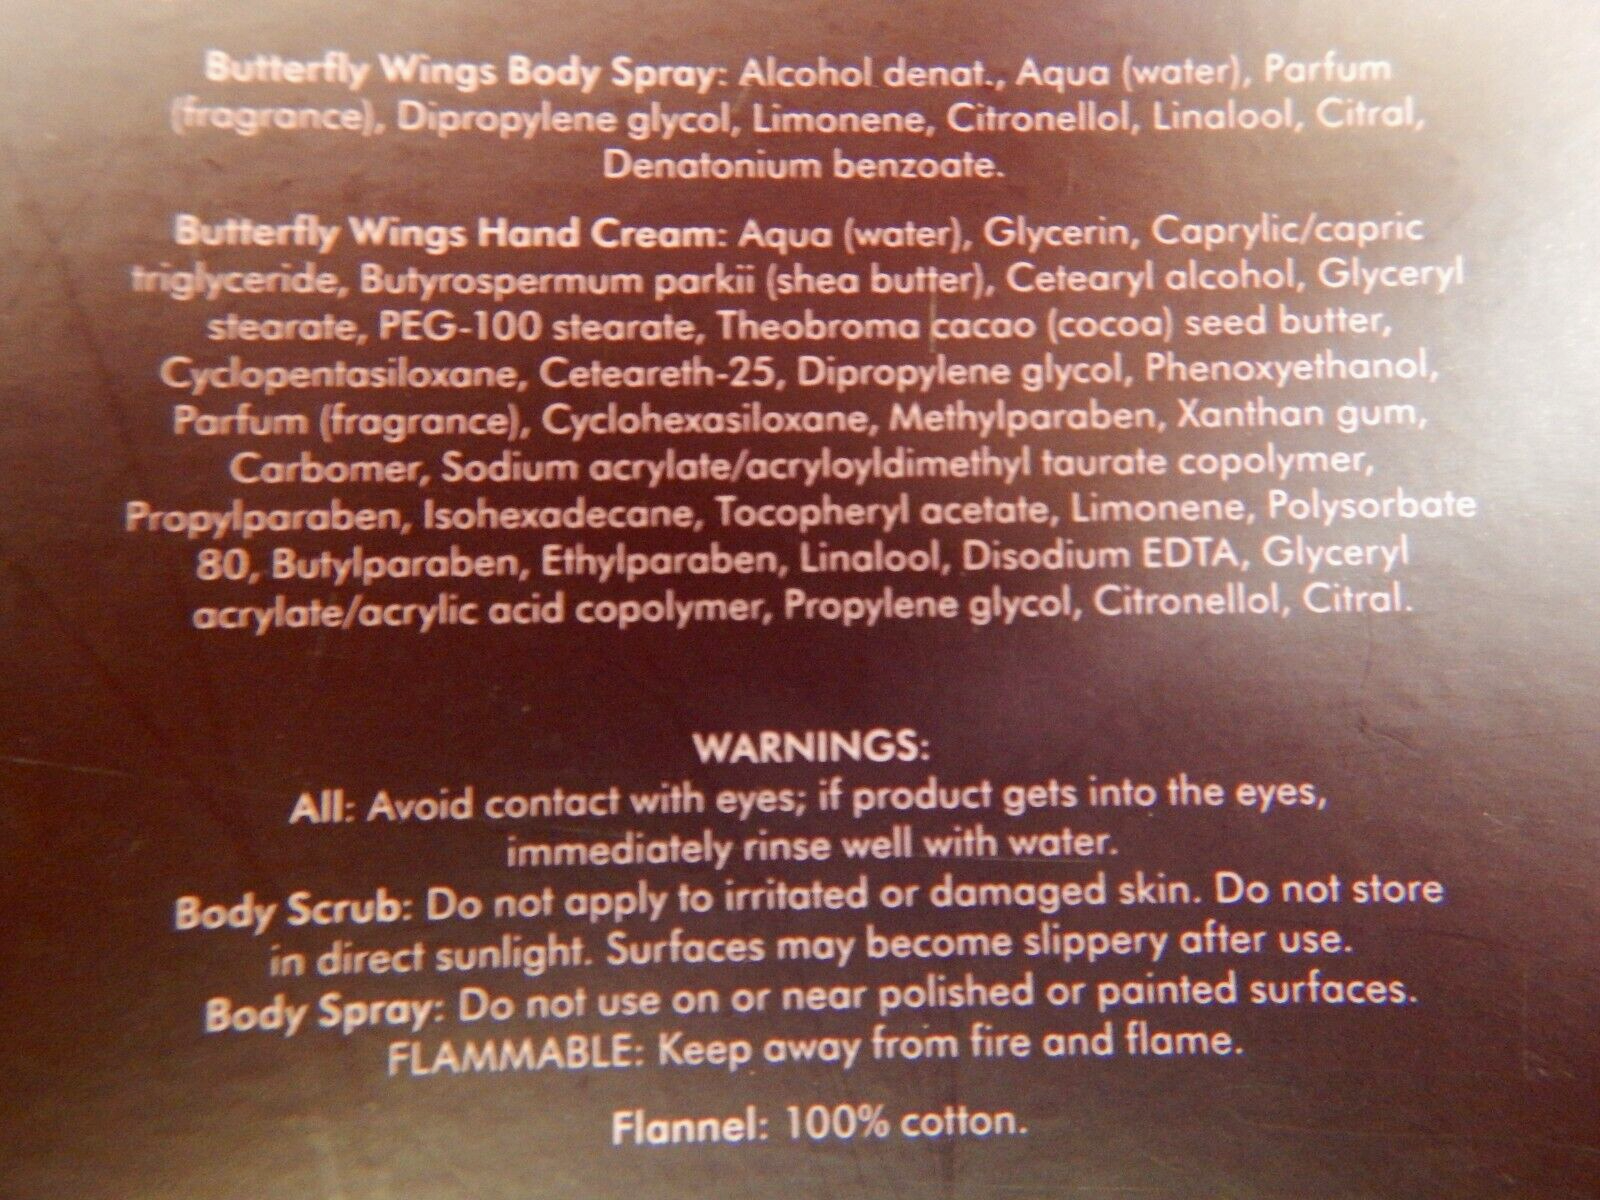 Butterfly Wings Body Spray: Alcohol denat., Aqua (water), Parfum
(fragrance), Dipropylene glycol, Limonene, Citronellol, Linalool, Citral,
Denatonium benzoate.
Butterfly Wings Hand Cream: Aqua (water), Glycerin, Caprylic/capric
triglyceride, Butyrospermum parkii (shea butter), Cetearyl alcohol, Glyceryl
stearate, PEG-100 stearate, Theobroma cacao (cocoa) seed butter,
Cyclopentasiloxane, Ceteareth-25, Dipropylene glycol, Phenoxyethanol,
Parfum (fragrance), Cyclohexasiloxane, Methylparaben, Xanthan gum,
Carbomer, Sodium acrylate/acryloyldimethyl taurate copolymer,
Propylparaben, Isohexadecane, Tocopheryl acetate, Limonene, Polysorbate
80, Butylparaben, Ethylparaben, Linalool, Disodium EDTA, Glyceryl
acrylate/acrylic acid copolymer, Propylene glycol, Citronellol, Citral.
WARNINGS:
All: Avoid contact with eyes; if product gets into the eyes,
immediately rinse well with water.
Body Scrub: Do not apply to irritated or damaged skin. Do not store
in direct sunlight. Surfaces may become slippery after use.
Body Spray: Do not use on or near polished or painted surfaces.
FLAMMABLE: Keep away from fire and flame.
Flannel: 100% cotton.